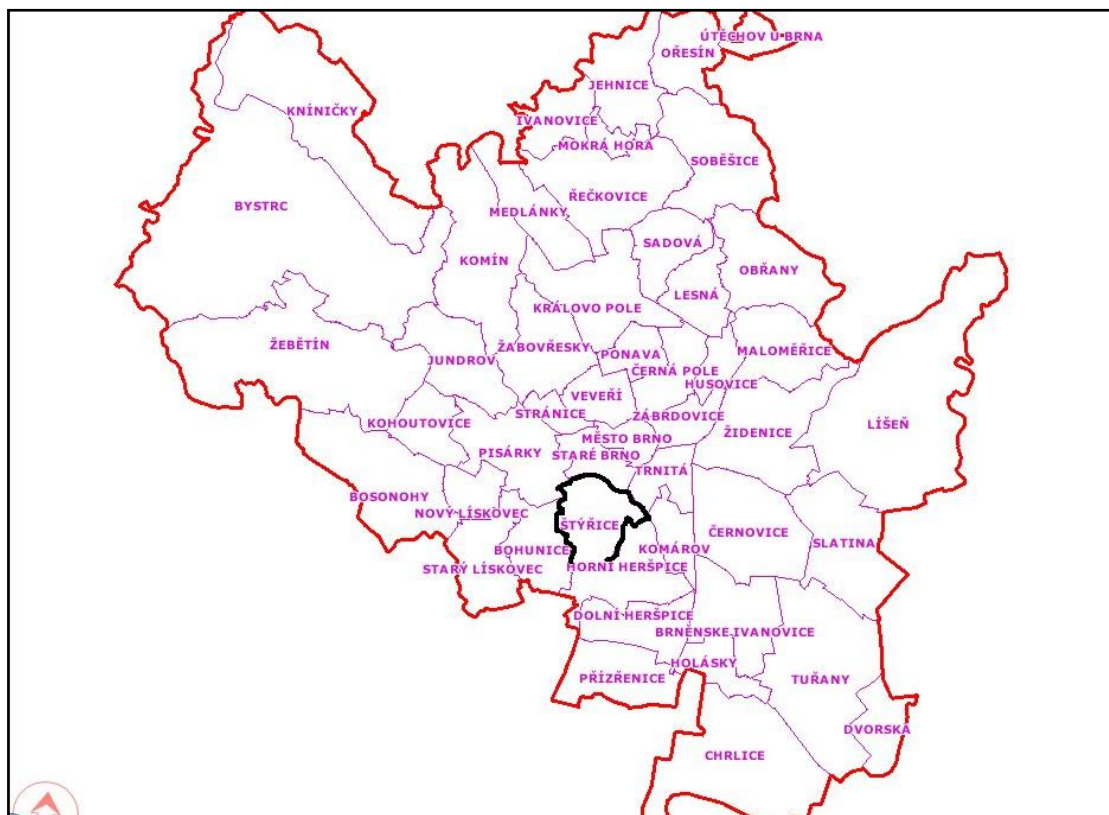 ÚTĚCHOV U BRNA
OŘEŠÍN
JEHNICE
KNÍNIČKY
IVANOVICE
MOKRÁ HORA
SOBĚŠICE
ŘEČKOVICE
BYSTRC
MEDLÁNKY
SADOVÁ
KOMÍN
OBŘANY
LESNÁ
KRÁLOVO POLE
ŽEBĚTÍN
ŽABOVŘESKY
MALOMĚŘICE
PONAVA
JUNDROV
ČERNÁ POLE
HUSOVICE
VEVEŘÍ
STRÁNICE
ZÁBRDOVICE
KOHOUTOVICE
LÍŠEŇ
ŽIDENICE
MĚSTO BRNO
PISÁRKY
STARÉ BRNO
TRNITÁ
BOSONOHY
NOVÝ LÍSKOVEC
ŠTÝŘICE
ČERNOVICE
SLATINA
BOHUNICE
KOMÁROV
STARÝ LÍSKOVEC
HORNÍ HERŠPICE
DOLNÍ HERŠPICE
BRNĚNSKE IVANOVICE
HOLÁSKY
PŘÍZŘENICE
TUŘANY
DVORSKA
CHRLICE